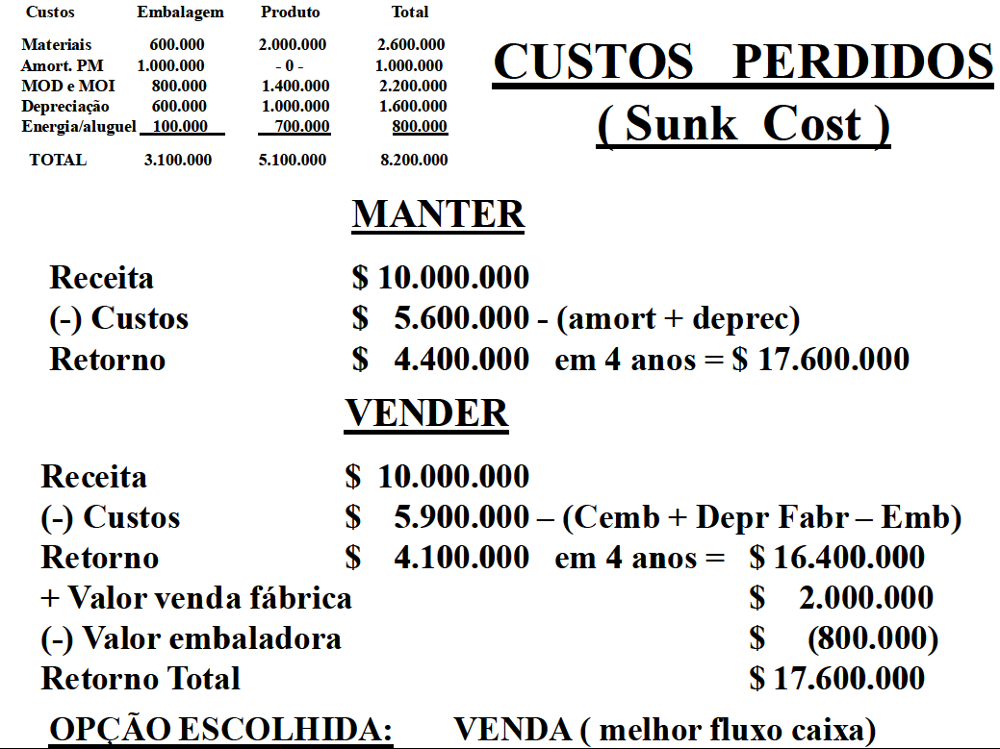 Custos Embalagem Produto Total
Materiais 600.000 2.000.000 2.600.000
Amort. PM 1.000.000 - 0 - 1.000.000
MOD e MOI 800.000 1.400.000 2.200.000
Depreciação 600.000 1.000.000 1.600.000
Energia/aluguel 100.000 700.000 800.000
TOTAL 3.100.000 5.100.000 8.200.000
CUSTOS PERDIDOS
( Sunk Cost )
MANTER
Receita $ 10.000.000
(-) Custos $ 5.600.000 - (amort + deprec)
Retorno $ 4.400.000 em 4 anos = $ 17.600.000
VENDER
Receita $ 10.000.000
(-) Custos $ 5.900.000 – (Cemb + Depr Fabr – Emb)
Retorno $ 4.100.000 em 4 anos = $ 16.400.000
+ Valor venda fábrica $ 2.000.000
(-) Valor embaladora $ (800.000)
Retorno Total $ 17.600.000
OPÇÃO ESCOLHIDA: VENDA ( melhor fluxo caixa)